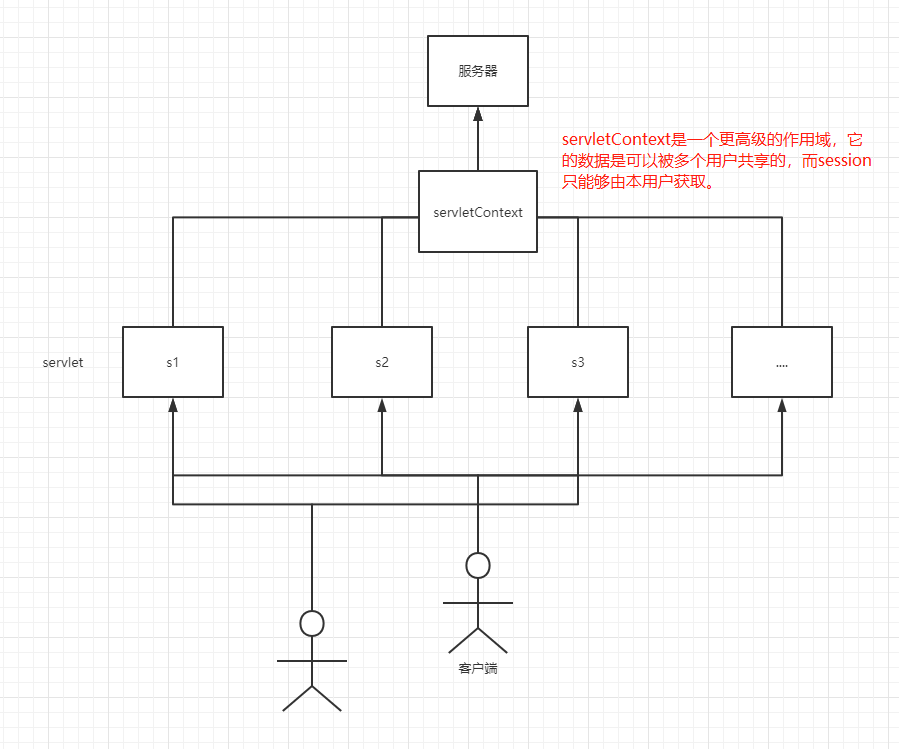 服务器
servletContext是一个更高级的作用域，它
的数据是可以被多个用户共享的，而session
只能够由本用户获取。
servletContext
servlet
s1
s2
s3
....
客户端